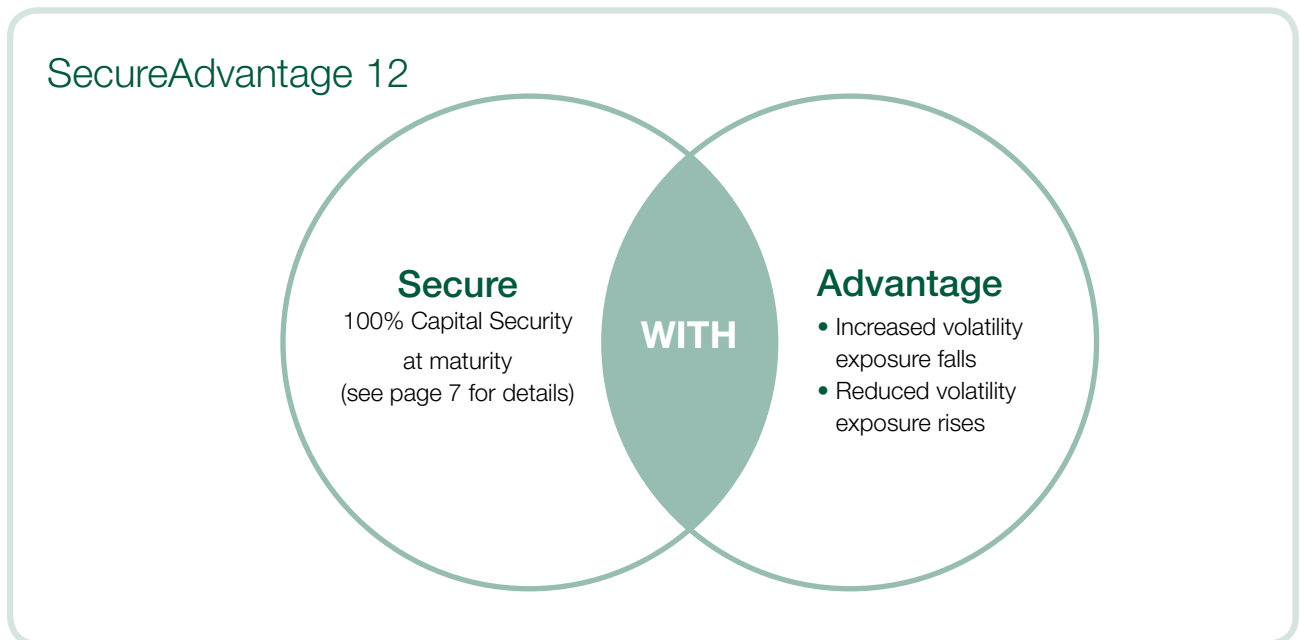 SecureAdvantage 12
Secure
100% Capital Security
at maturity
(see page 7 for details)
WITH
Advantage
• Increased volatility
exposure falls
• Reduced volatility
exposure rises